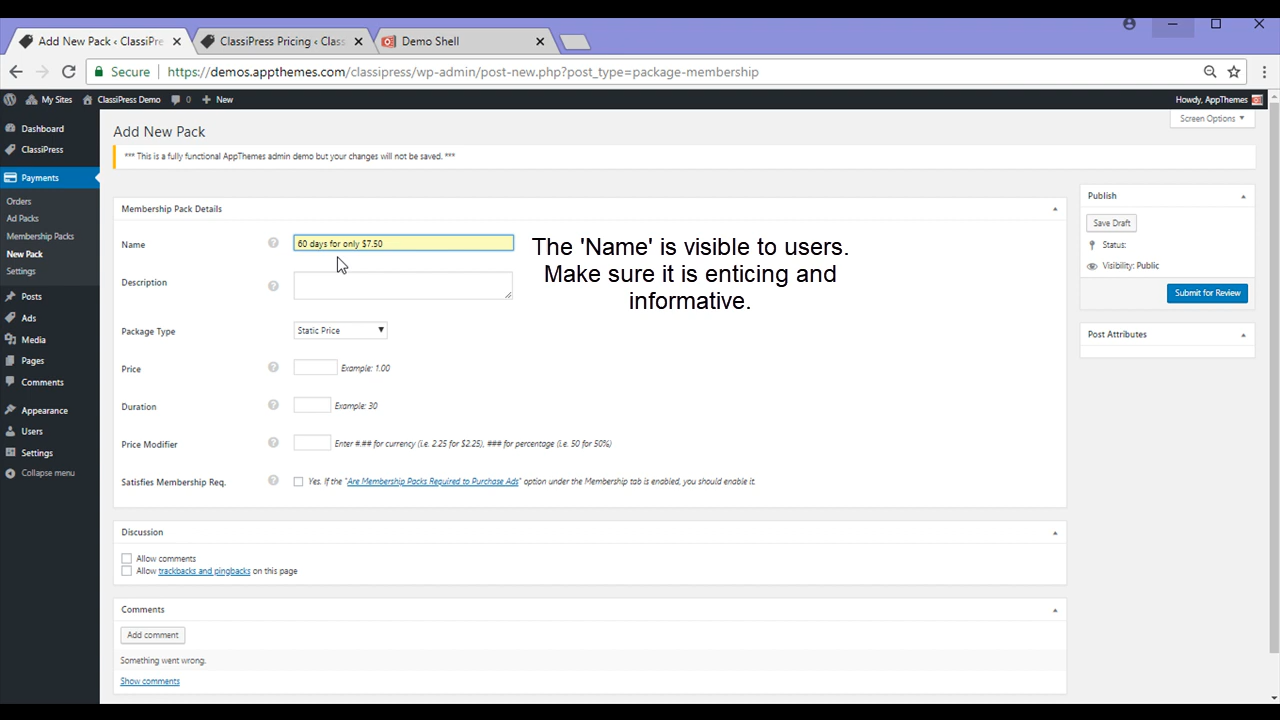 Add New Pack ‹ ClassiPre
ClassiPress Pricing ‹ Class
Demo Shell
Secure
https://demos.appthemes.com/classipress/wp-admin/post-new.php?post_type=package-membership
My Sites
ClassiPress Demo
0
New
Howdy, AppThemes
Dashboard
ClassiPress
Payments
Orders
Ad Packs
Membership Packs
New Pack
Settings
Posts
Ads
Media
Pages
Comments
Appearance
Users
Settings
Collapse menu
Screen Options ▼
Add New Pack
*** This is a fully functional AppThemes admin demo but your changes will not be saved. ***
Membership Pack Details
Name
?
60 days for only $7.50
The 'Name' is visible to users.
Make sure it is enticing and
informative.
Description
?
Package Type
Static Price
Price
?
Example: 1.00
Duration
?
Example: 30
Price Modifier
?
Enter #.## for currency (i.e. 2.25 for $2.25), ### for percentage (i.e. 50 for 50%)
Satisfies Membership Req.
?
Yes. If the "Are Membership Packs Required to Purchase Ads" option under the Membership tab is enabled, you should enable it.
Discussion
Allow comments
Allow trackbacks and pingbacks on this page
Comments
Add comment
Something went wrong.
Show comments
Publish
Save Draft
Status:
Visibility: Public
Submit for Review
Post Attributes